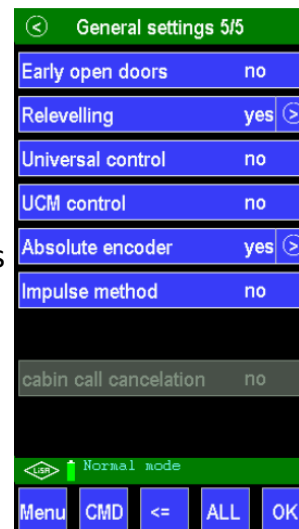 General settings 5/5
Early open doors no
Relevelling yes
Universal control no
UCM control no
s
Absolute encoder yes
Impulse method no
cabin call cancelation no
LiSA Normal mode
Menu CMD <= ALL OK